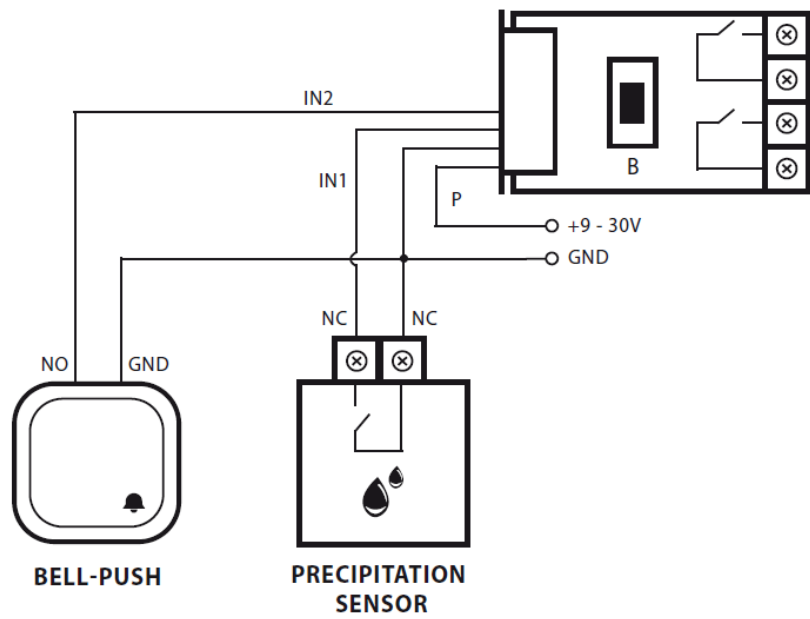 IN2
IN1
B
P
+9 - 30V
GND
NC
NC
NO
GND
BELL-PUSH
PRECIPITATION
SENSOR